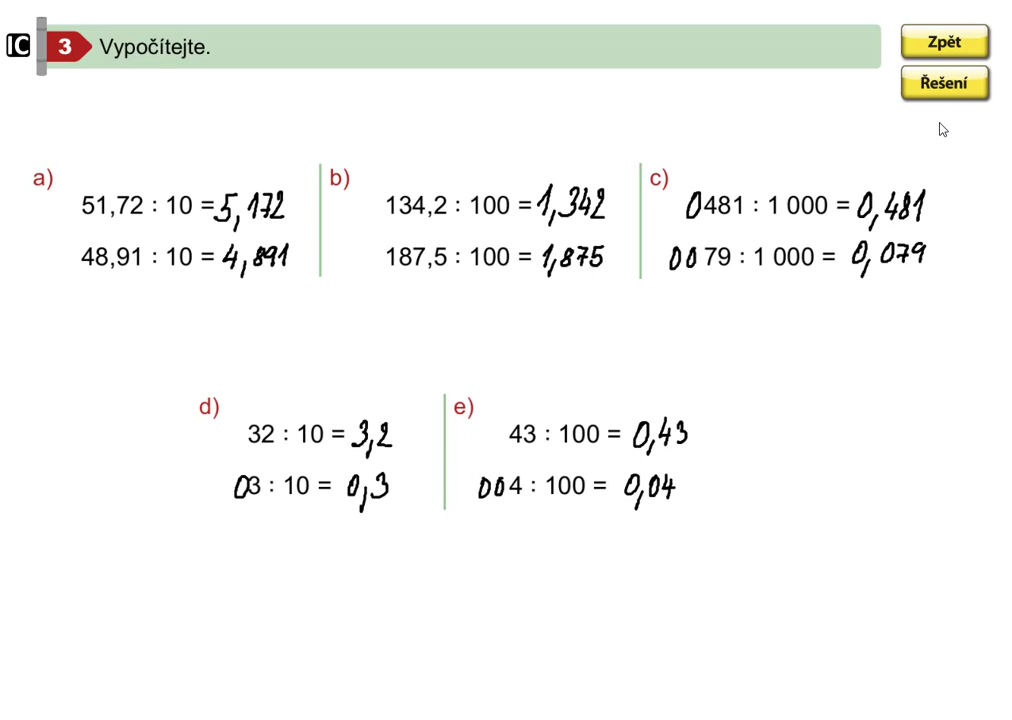 IC 3 Vypočítejte.
Zpět
Řešení
a)
51,72 : 10 = 5,172
48,91 : 10 = 4,891
b)
134,2 : 100 = 1,342
187,5 : 100 = 1,875
c)
0481 : 1 000 = 0,481
0079 : 1 000 = 0,079
d)
32 : 10 = 3,2
03 : 10 = 0,3
e)
43 : 100 = 0,43
004 : 100 = 0,04